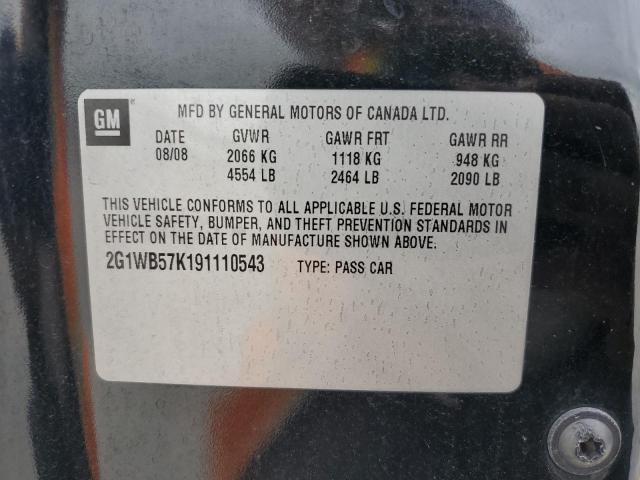 GM
MFD BY GENERAL MOTORS OF CANADA LTD.
DATE GVWR GAWR FRT GAWR RR
08/08 2066 KG 1118 KG 948 KG
4554 LB 2464 LB 2090 LB
THIS VEHICLE CONFORMS TO ALL APPLICABLE U.S. FEDERAL MOTOR
VEHICLE SAFETY, BUMPER, AND THEFT PREVENTION STANDARDS IN
EFFECT ON THE DATE OF MANUFACTURE SHOWN ABOVE.
2G1WB57K191110543 TYPE: PASS CAR